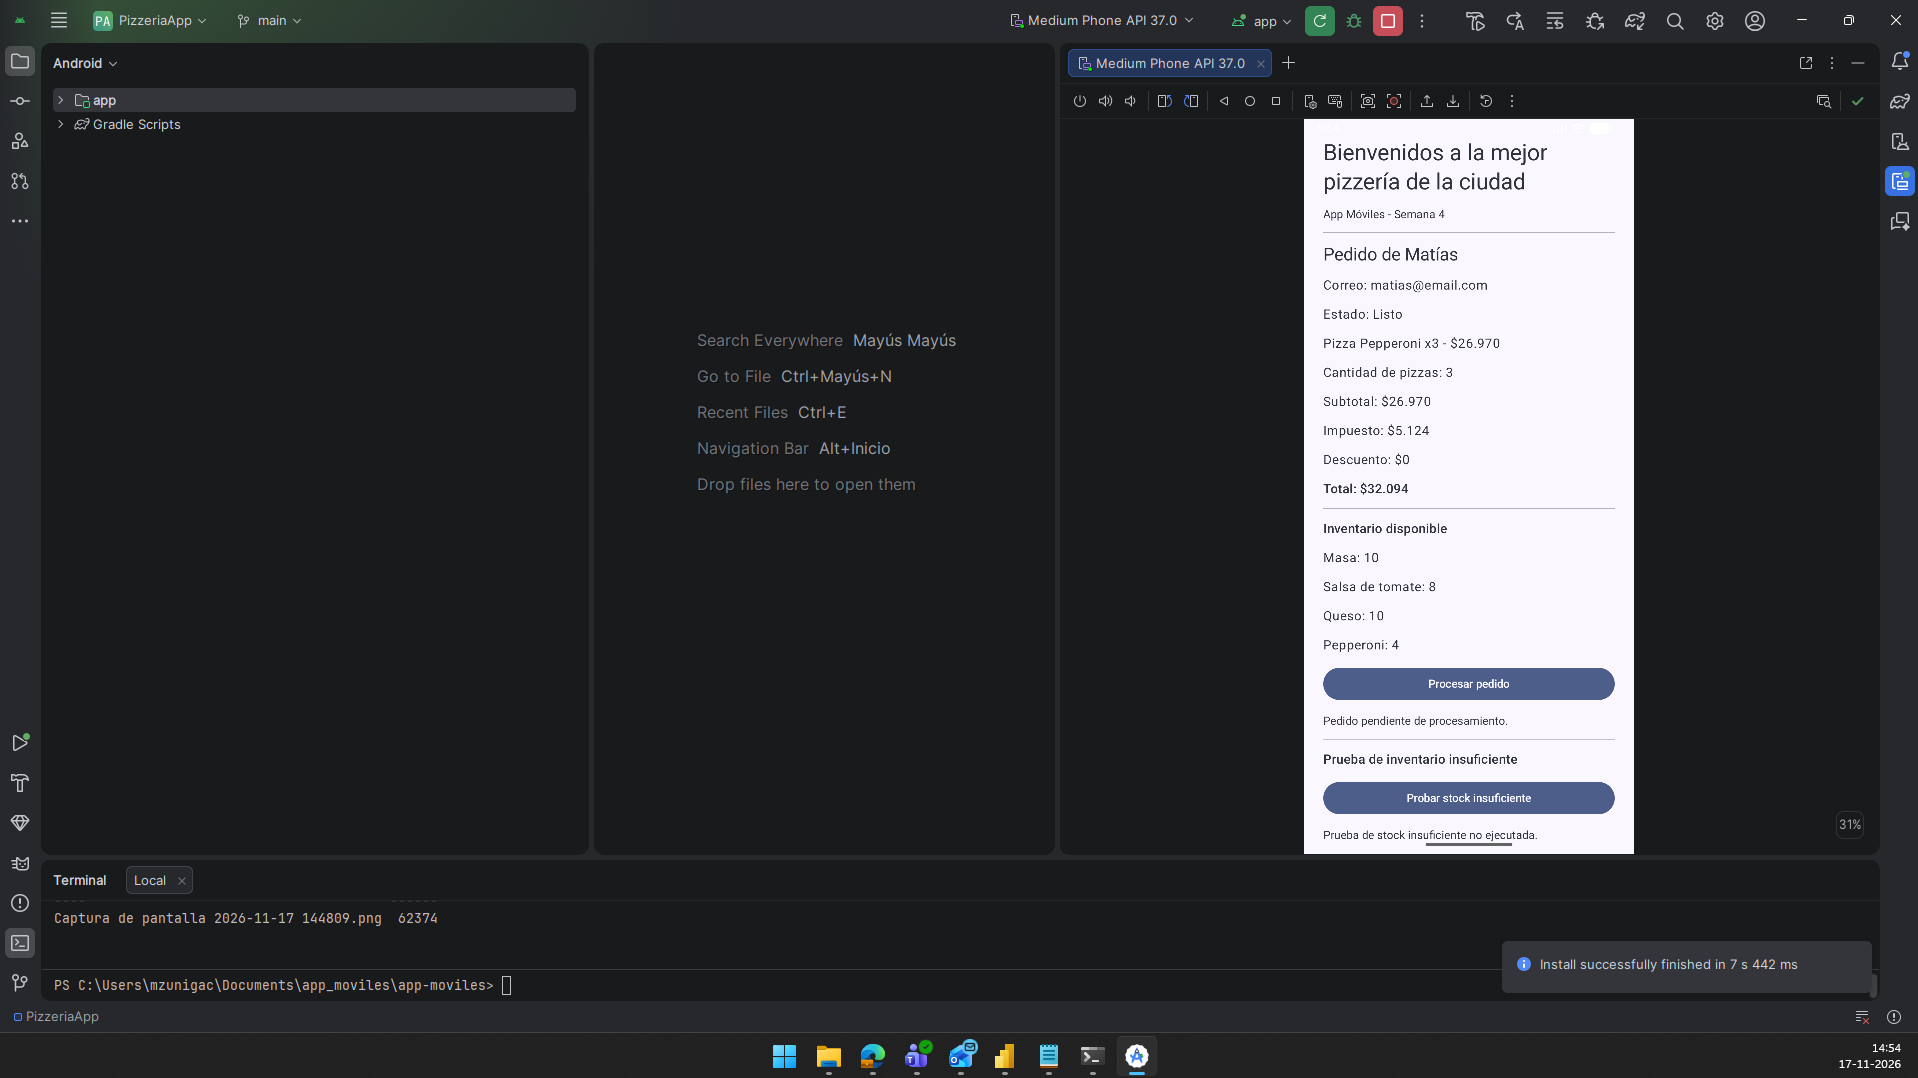 PA PizzeriaApp
main
Medium Phone API 37.0
app
Android
app
Gradle Scripts
Search Everywhere Mayús Mayús
Go to File Ctrl+Mayús+N
Recent Files Ctrl+E
Navigation Bar Alt+Inicio
Drop files here to open them
Medium Phone API 37.0
Bienvenidos a la mejor
pizzería de la ciudad
App Móviles - Semana 4
Pedido de Matías
Correo: matias@email.com
Estado: Listo
Pizza Pepperoni x3 - $26.970
Cantidad de pizzas: 3
Subtotal: $26.970
Impuesto: $5.124
Descuento: $0
Total: $32.094
Inventario disponible
Masa: 10
Salsa de tomate: 8
Queso: 10
Pepperoni: 4
Procesar pedido
Pedido pendiente de procesamiento.
Prueba de inventario insuficiente
Probar stock insuficiente
Prueba de stock insuficiente no ejecutada.
31%
Terminal Local
Captura de pantalla 2026-11-17 144809.png 62374
PS C:\Users\mzunigac\Documents\app_moviles\app-moviles>
Install successfully finished in 7 s 442 ms
PizzeriaApp
14:54
17-11-2026